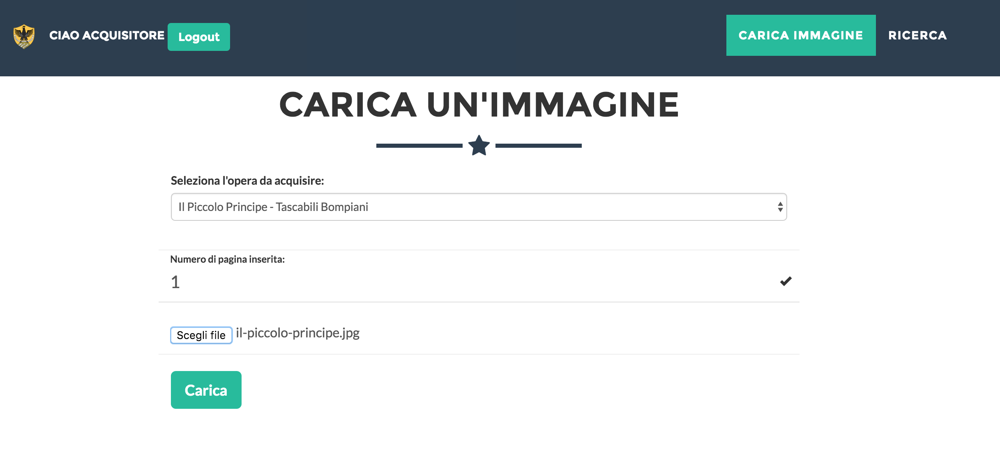 CIAO ACQUISITORE Logout CARICA IMMAGINE RICERCA
CARICA UN'IMMAGINE
Seleziona l'opera da acquisire:
Il Piccolo Principe - Tascabili Bompiani
Numero di pagina inserita:
1
Scegli file il-piccolo-principe.jpg
Carica